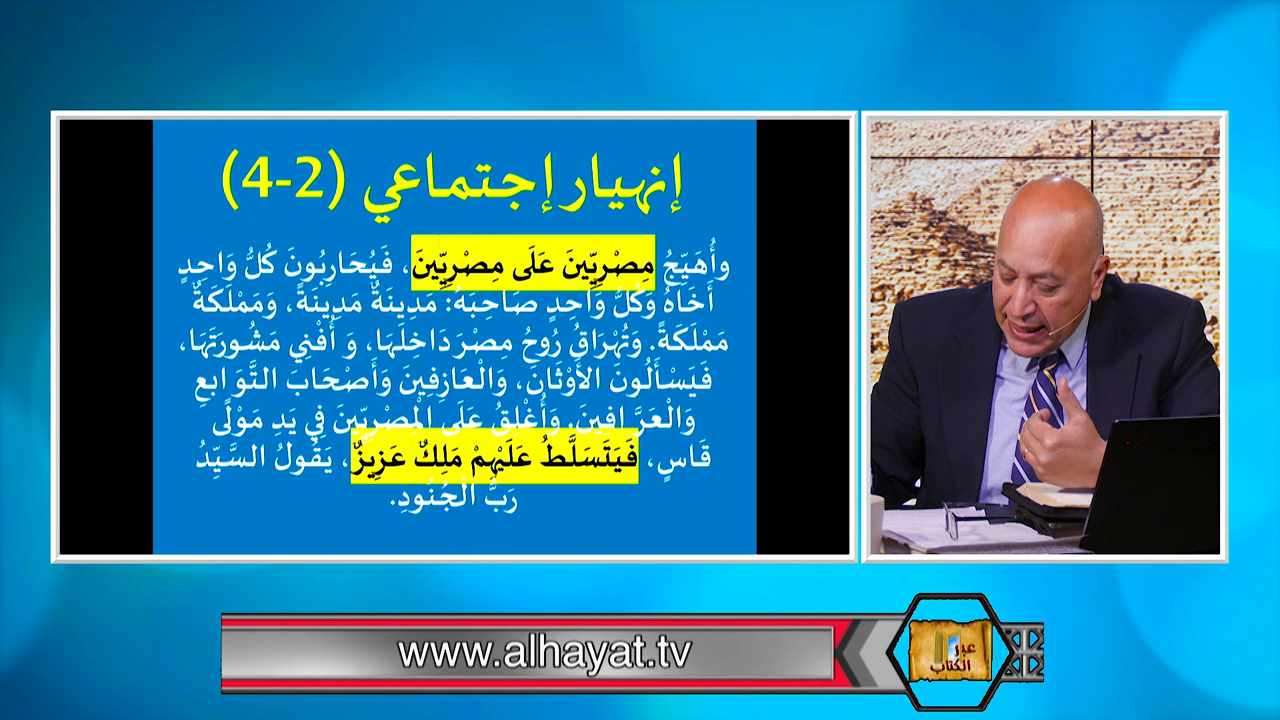 إنهيار إجتماعي (2-4)
وأُهَيِّجُ مِصْرِيِّينَ عَلَى مِصْرِيِّينَ، فَيُحَارِبُونَ كُلُّ وَاحِدٍ
أَخَاهُ وَكُلُّ وَاحِدٍ صَاحِبَهُ: مَدِينَةٌ مَدِينَةً، وَمَمْلَكَةٌ
مَمْلَكَةً. وَتُهْرَاقُ رُوحُ مِصْرَ دَاخِلَهَا، وَ أُفْنِي مَشُورَتَهَا،
فَيَسْأَلُونَ الأَوْثَانَ، وَالْعَازِفِينَ وَأَصْحَابَ التَّوَابعِ
وَالْعَرَّافِينَ. وَأُغْلِقُ عَلَى الْمِصْرِيِّينَ فِي يَدِ مَوْلًى
قَاسٍ، فَيَتَسَلَّطُ عَلَيْهِمْ مَلِكٌ عَزِيزٌ، يَقُولُ السَّيِّدُ
رَبُّ الْجُنُودِ.
www.alhayat.tv
عبر
الكتاب